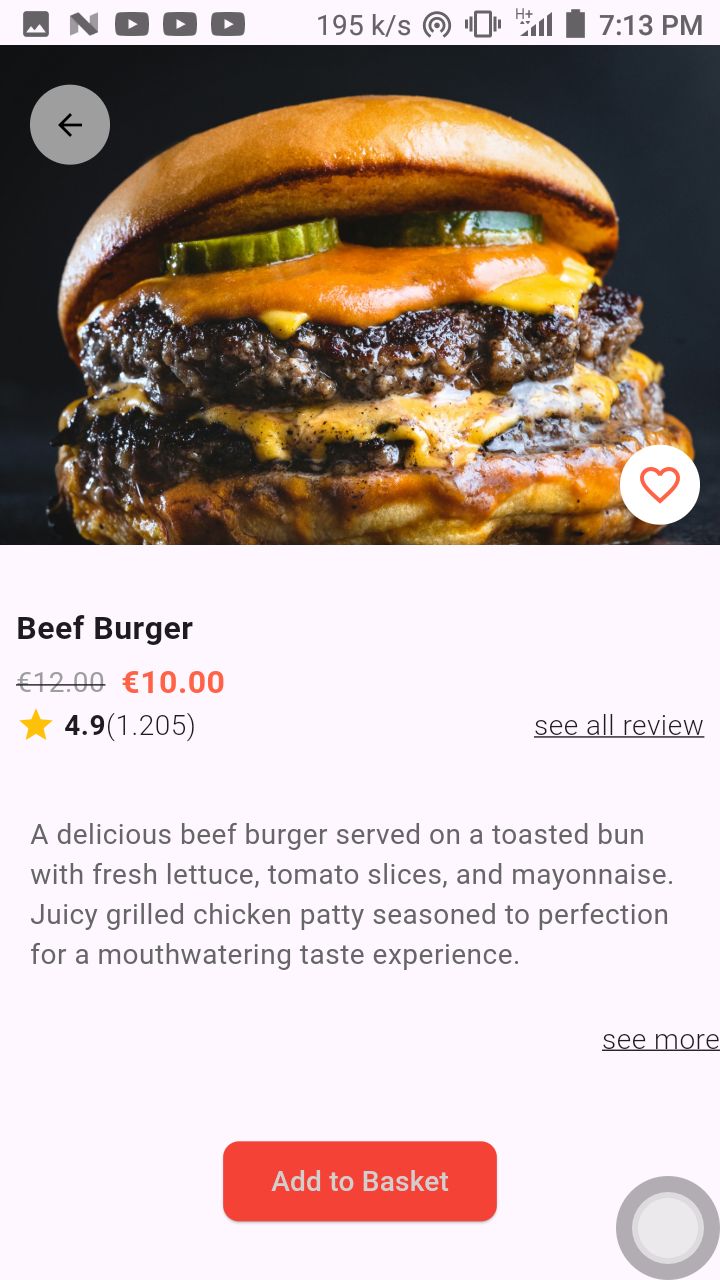 195 k/s H+ 7:13 PM
Beef Burger
€12.00 €10.00
4.9(1.205) see all review
A delicious beef burger served on a toasted bun
with fresh lettuce, tomato slices, and mayonnaise.
Juicy grilled chicken patty seasoned to perfection
for a mouthwatering taste experience.
see more
Add to Basket